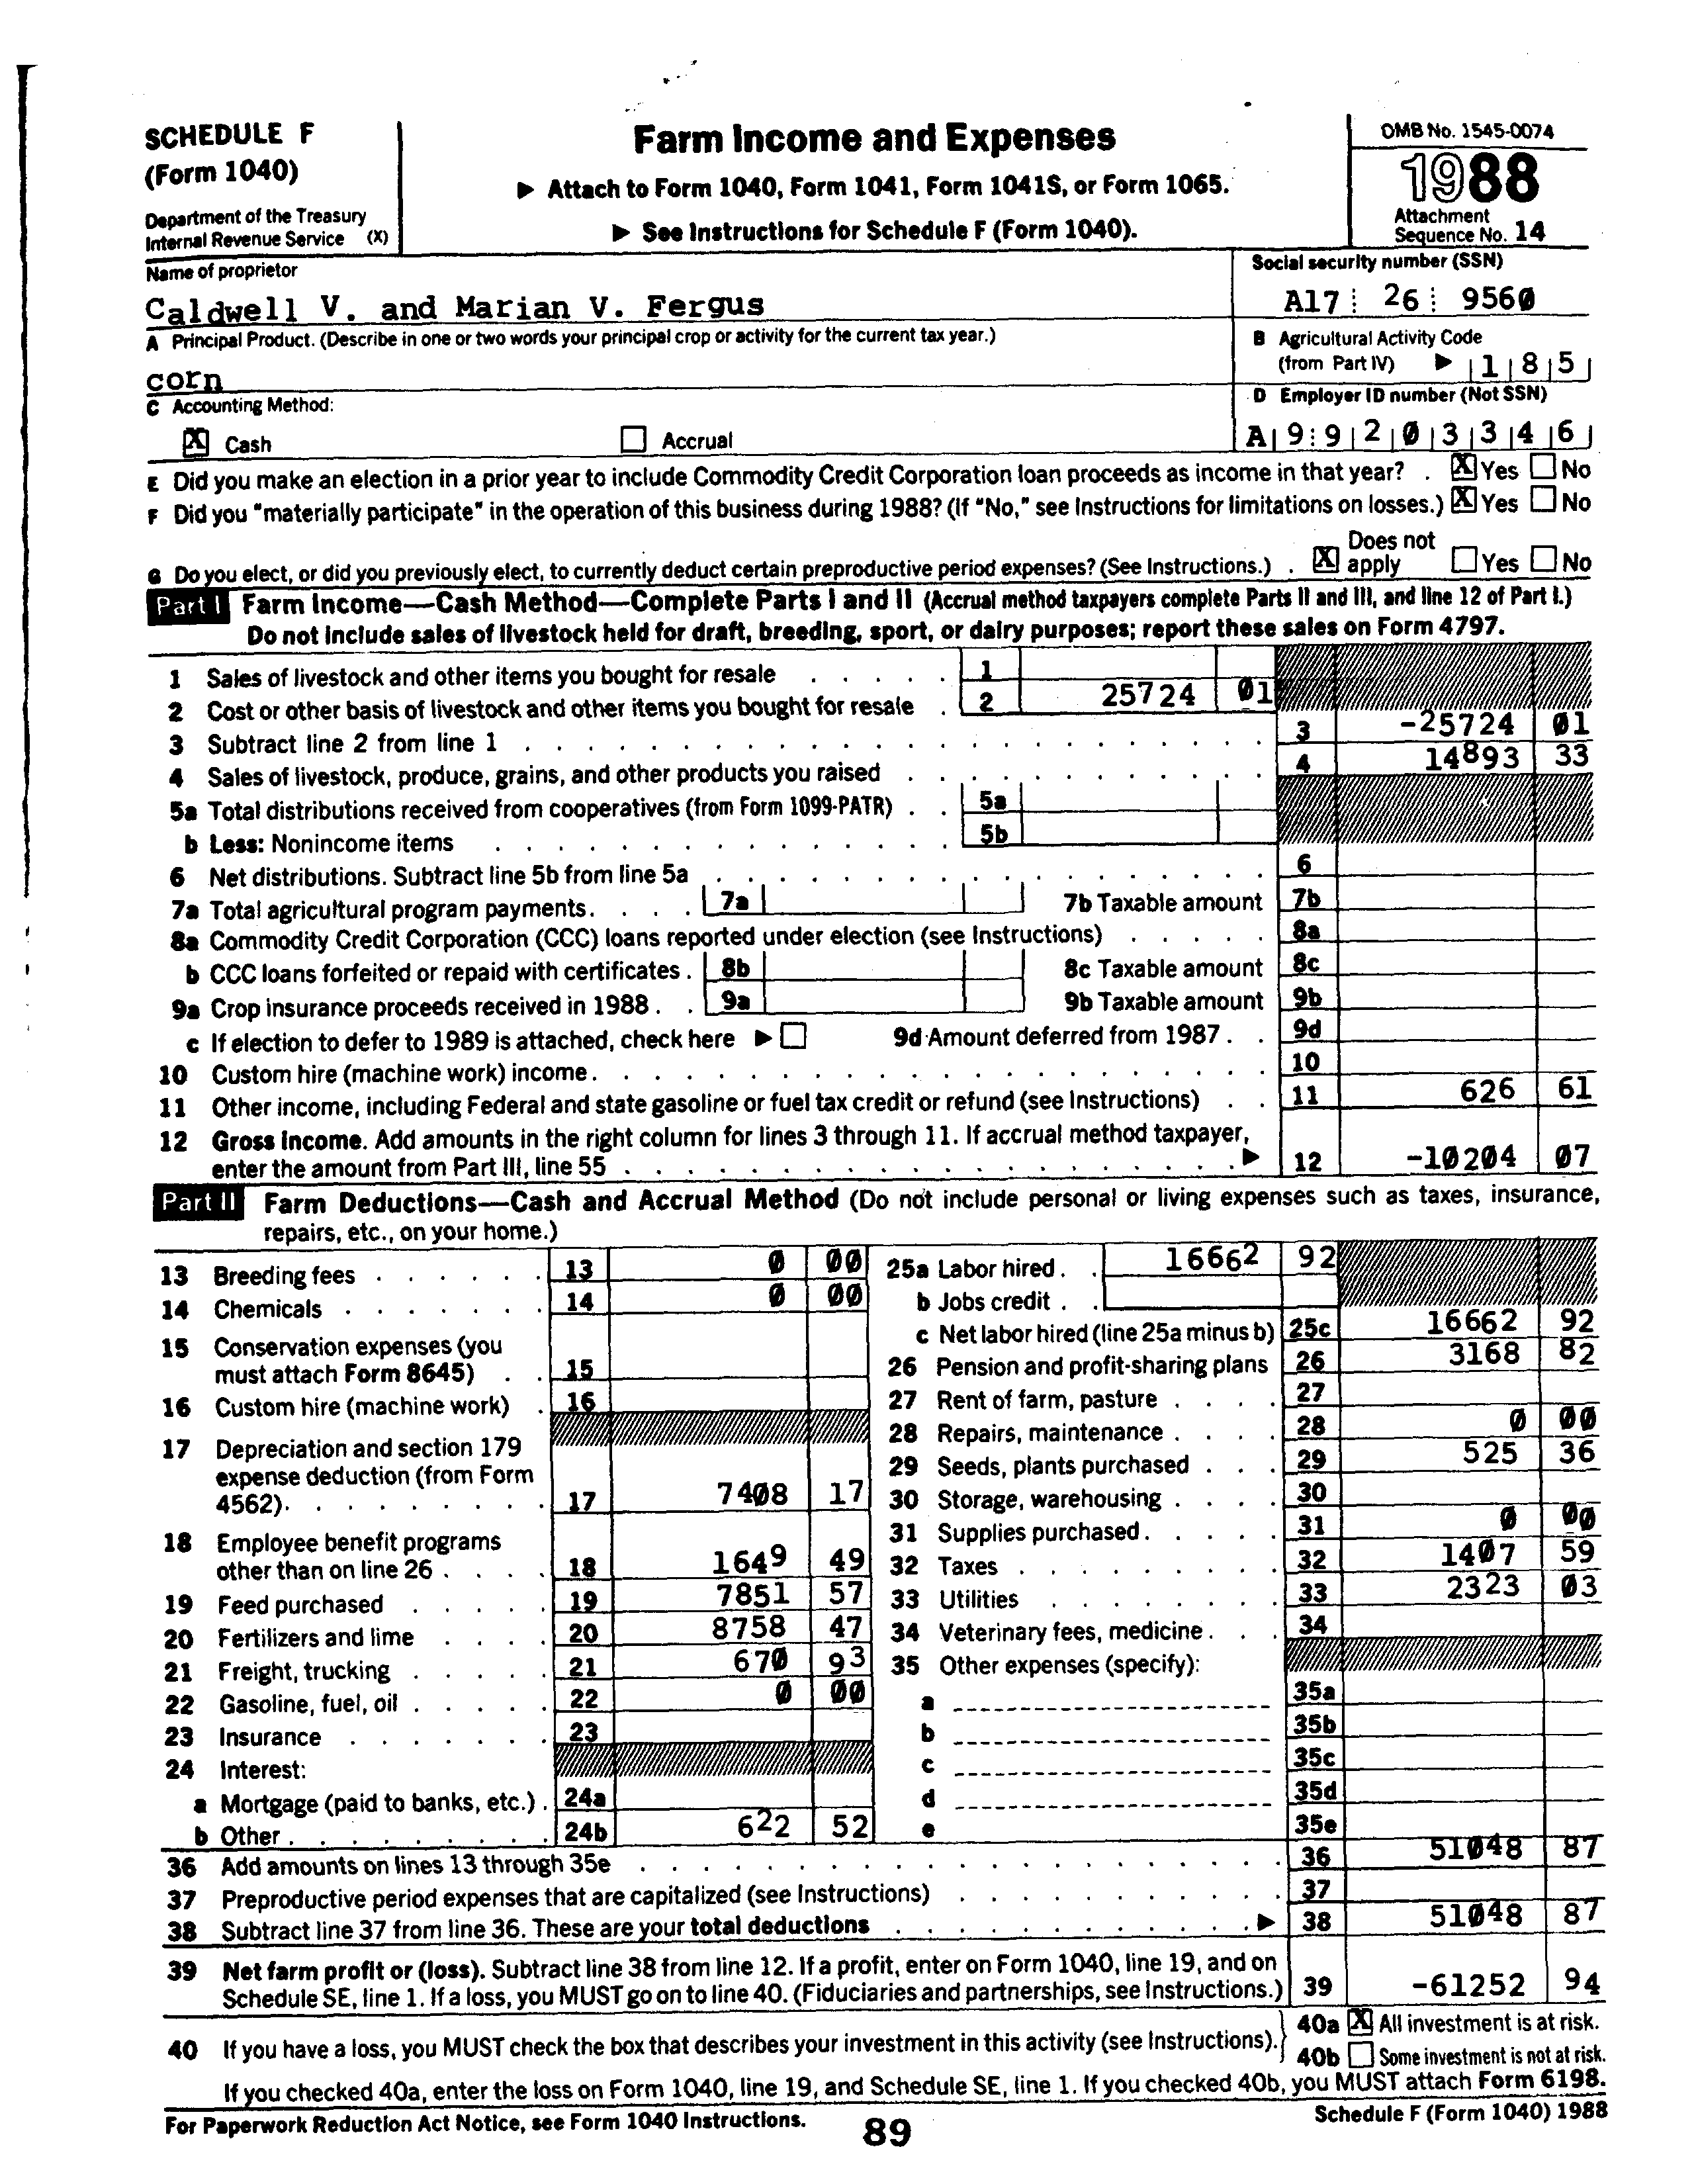 SCHEDULE F
(Form 1040)
Department of the Treasury
Internal Revenue Service (X)
Farm Income and Expenses
▶ Attach to Form 1040, Form 1041, Form 1041S, or Form 1065.
▶ See Instructions for Schedule F (Form 1040).
OMB No. 1545-0074
1988
Attachment
Sequence No. 14
Name of proprietor
Caldwell V. and Marian V. Fergus
Social security number (SSN)
A17 26 9560
A Principal Product. (Describe in one or two words your principal crop or activity for the current tax year.)
corn
B Agricultural Activity Code
(from Part IV) ▶ 1 8 5
C Accounting Method:
X Cash Accrual
D Employer ID number (Not SSN)
A 9 9 2 0 3 3 4 6
E Did you make an election in a prior year to include Commodity Credit Corporation loan proceeds as income in that year? . X Yes No
F Did you "materially participate" in the operation of this business during 1988? (If "No," see Instructions for limitations on losses.) X Yes No
G Do you elect, or did you previously elect, to currently deduct certain preproductive period expenses? (See Instructions.) . X Does not apply Yes No
Part I Farm Income—Cash Method—Complete Parts I and II (Accrual method taxpayers complete Parts II and III, and line 12 of Part I.)
Do not include sales of livestock held for draft, breeding, sport, or dairy purposes; report these sales on Form 4797.
1 Sales of livestock and other items you bought for resale . . . . . 1
2 Cost or other basis of livestock and other items you bought for resale . 2 25724 01
3 Subtract line 2 from line 1 . . . . . 3 -25724 01
4 Sales of livestock, produce, grains, and other products you raised . . . . . 4 14893 33
5a Total distributions received from cooperatives (from Form 1099-PATR) . . 5a
b Less: Nonincome items . . . . . 5b
6 Net distributions. Subtract line 5b from line 5a . . . . . 6
7a Total agricultural program payments. . . . . 7a 7b Taxable amount 7b
8a Commodity Credit Corporation (CCC) loans reported under election (see Instructions) . . . . . 8a
b CCC loans forfeited or repaid with certificates . 8b 8c Taxable amount 8c
9a Crop insurance proceeds received in 1988 . . 9a 9b Taxable amount 9b
c If election to defer to 1989 is attached, check here ▶ 9d Amount deferred from 1987 . . 9d
10 Custom hire (machine work) income . . . . . 10
11 Other income, including Federal and state gasoline or fuel tax credit or refund (see Instructions) . . 11 626 61
12 Gross Income. Add amounts in the right column for lines 3 through 11. If accrual method taxpayer,
enter the amount from Part III, line 55 . . . . . ▶ 12 -10204 07
Part II Farm Deductions—Cash and Accrual Method (Do not include personal or living expenses such as taxes, insurance,
repairs, etc., on your home.)
13 Breeding fees . . . . . . 13 0 00
14 Chemicals . . . . . . . 14 0 00
15 Conservation expenses (you
must attach Form 8645) . . 15
16 Custom hire (machine work) . 16
17 Depreciation and section 179
expense deduction (from Form
4562). . . . . . . . 17 7408 17
18 Employee benefit programs
other than on line 26 . . . . 18 1649 49
19 Feed purchased . . . . . 19 7851 57
20 Fertilizers and lime . . . . 20 8758 47
21 Freight, trucking . . . . . 21 670 93
22 Gasoline, fuel, oil . . . . . 22 0 00
23 Insurance . . . . . . . 23
24 Interest:
a Mortgage (paid to banks, etc.) . 24a
b Other . . . . . . . . . 24b 622 52
25a Labor hired . . 16662 92
b Jobs credit . .
c Net labor hired (line 25a minus b) 25c 16662 92
26 Pension and profit-sharing plans 26 3168 82
27 Rent of farm, pasture . . . . 27
28 Repairs, maintenance . . . . 28 0 00
29 Seeds, plants purchased . . . 29 525 36
30 Storage, warehousing . . . . 30
31 Supplies purchased . . . . . 31 0 00
32 Taxes . . . . . . . . 32 1407 59
33 Utilities . . . . . . . . 33 2323 03
34 Veterinary fees, medicine . . . 34
35 Other expenses (specify):
a 35a
b 35b
c 35c
d 35d
e 35e
36 Add amounts on lines 13 through 35e . . . . . 36 51048 87
37 Preproductive period expenses that are capitalized (see Instructions) . . . . . 37
38 Subtract line 37 from line 36. These are your total deductions . . . . . ▶ 38 51048 87
39 Net farm profit or (loss). Subtract line 38 from line 12. If a profit, enter on Form 1040, line 19, and on
Schedule SE, line 1. If a loss, you MUST go on to line 40. (Fiduciaries and partnerships, see Instructions.) 39 -61252 94
40 If you have a loss, you MUST check the box that describes your investment in this activity (see Instructions). 40a X All investment is at risk.
40b Some investment is not at risk.
If you checked 40a, enter the loss on Form 1040, line 19, and Schedule SE, line 1. If you checked 40b, you MUST attach Form 6198.
For Paperwork Reduction Act Notice, see Form 1040 Instructions.
89
Schedule F (Form 1040) 1988